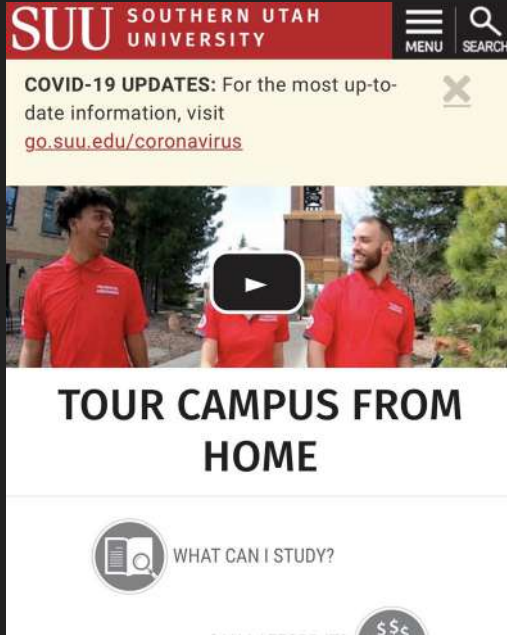 SUU SOUTHERN UTAH
UNIVERSITY
MENU SEARCH
COVID-19 UPDATES: For the most up-to-
date information, visit
go.suu.edu/coronavirus
TOUR CAMPUS FROM
HOME
WHAT CAN I STUDY?
$$$